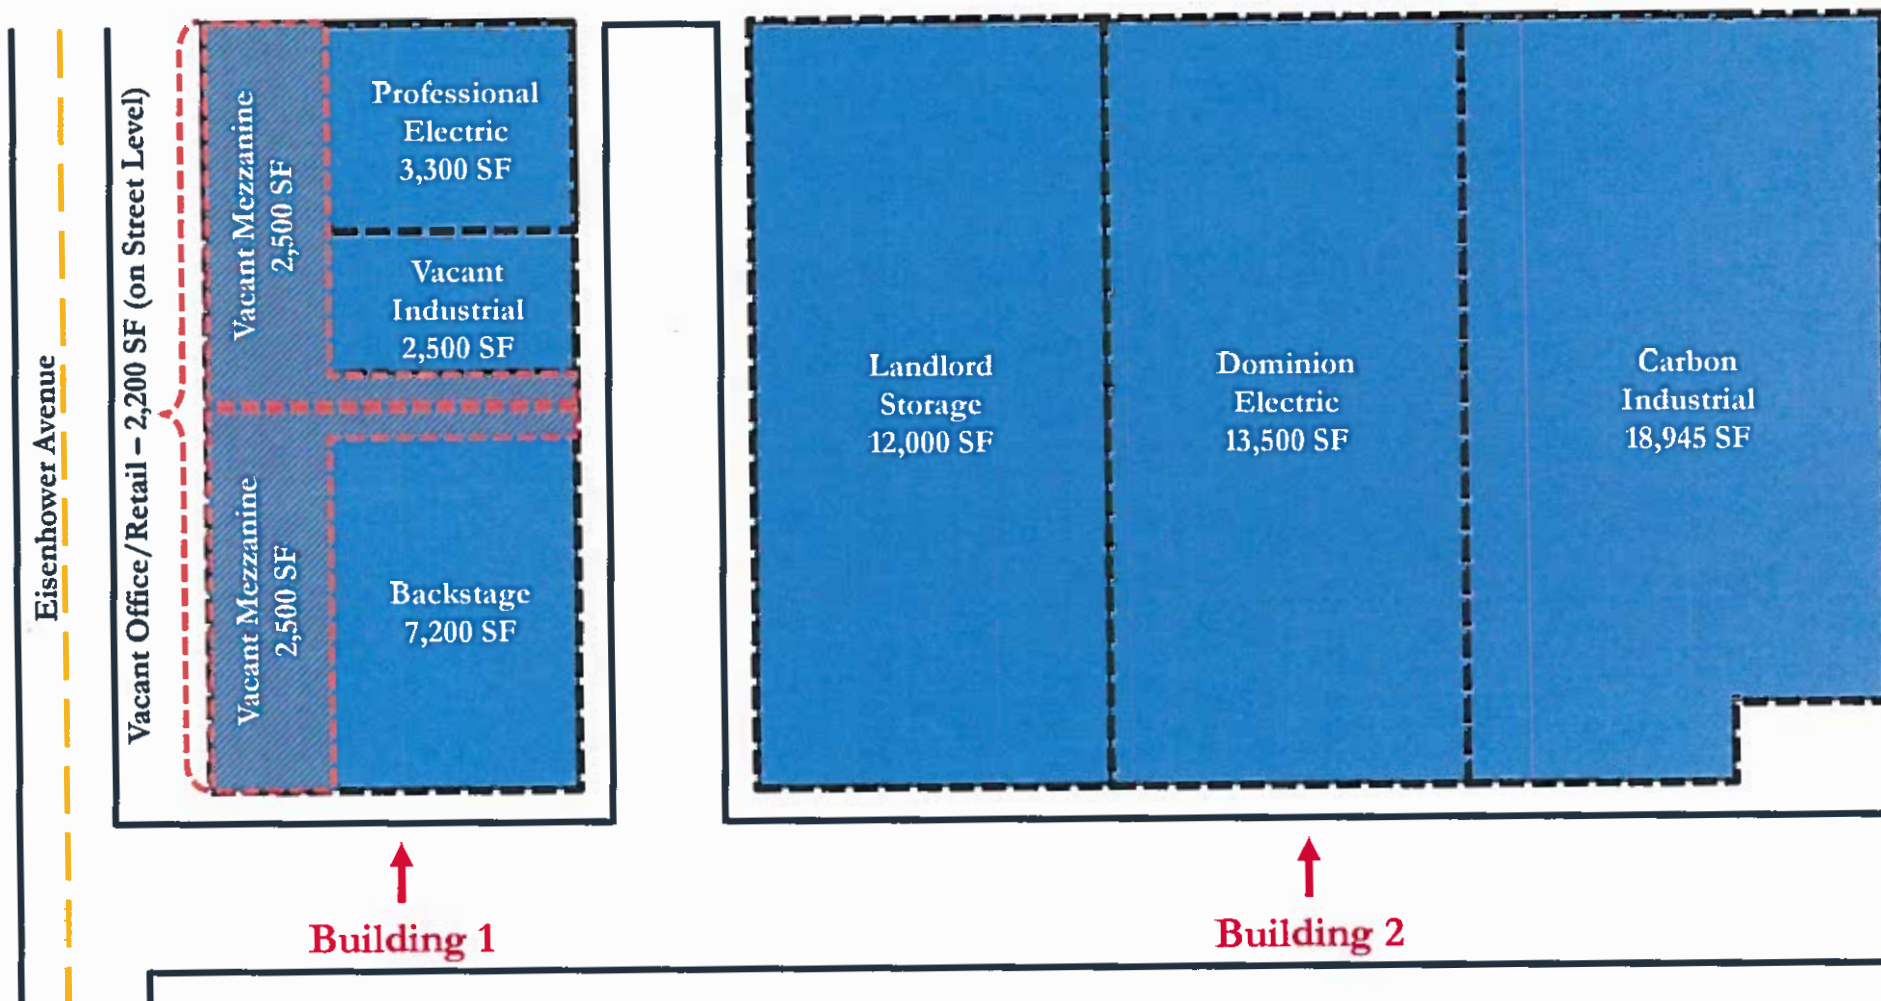 Eisenhower Avenue
Vacant Office/Retail – 2,200 SF (on Street Level)
Vacant Mezzanine
2,500 SF
Professional
Electric
3,300 SF
Vacant
Industrial
2,500 SF
Vacant Mezzanine
2,500 SF
Backstage
7,200 SF
Landlord
Storage
12,000 SF
Dominion
Electric
13,500 SF
Carbon
Industrial
18,945 SF
Building 1
Building 2